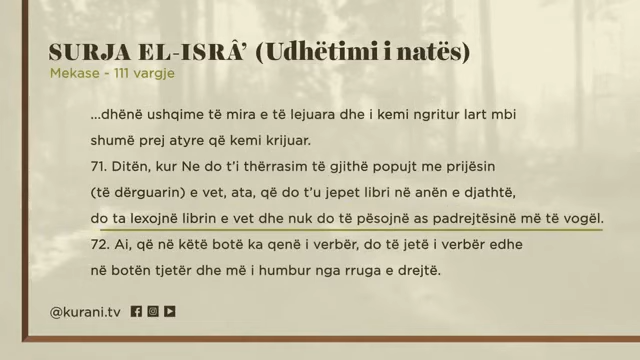 SURJA EL-ISRÂ’ (Udhëtimi i natës)
Mekase - 111 vargje
...dhënë ushqime të mira e të lejuara dhe i kemi ngritur lart mbi
shumë prej atyre që kemi krijuar.
71. Ditën, kur Ne do t’i thërrasim të gjithë popujt me prijësin
(të dërguarin) e vet, ata, që do t’u jepet libri në anën e djathtë,
do ta lexojnë librin e vet dhe nuk do të pësojnë as padrejtësinë më të vogël.
72. Ai, që në këtë botë ka qenë i verbër, do të jetë i verbër edhe
në botën tjetër dhe më i humbur nga rruga e drejtë.
@kurani.tv